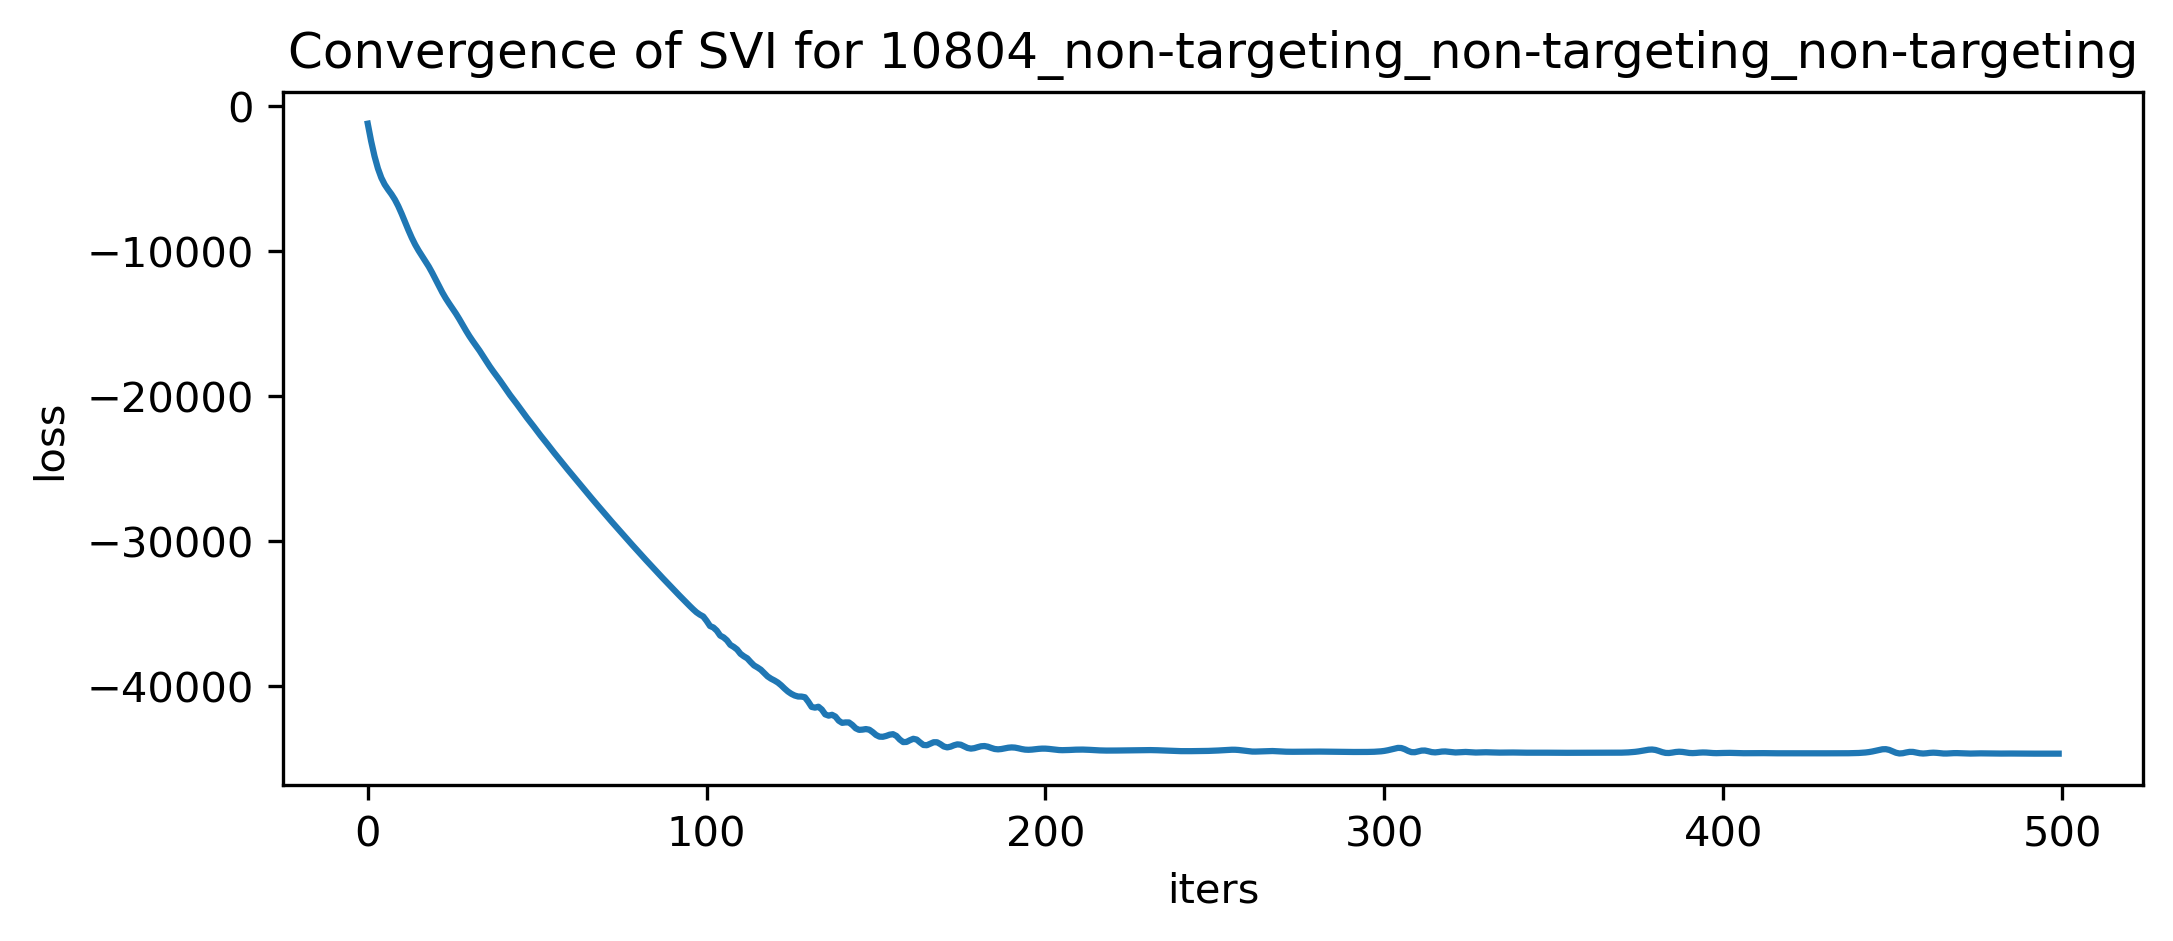 Convergence of SVI for 10804_non-targeting_non-targeting_non-targeting
0
−10000
−20000
−30000
−40000
loss
0 100 200 300 400 500
iters